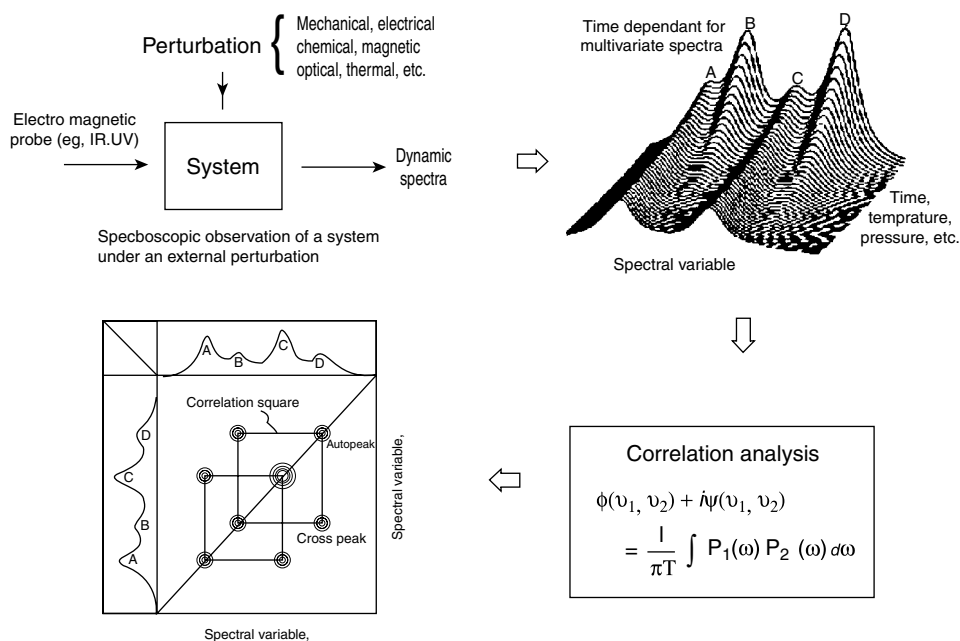 Perturbation
Mechanical, electrical
chemical, magnetic
optical, thermal, etc.
Electro magnetic
probe (eg, IR.UV)
System
Dynamic
spectra
Specboscopic observation of a system
under an external perturbation
Time dependant for
multivariate spectra
A
B
C
D
Time,
temprature,
pressure, etc.
Spectral variable
A
B
C
D
D
C
B
A
Correlation square
Autopeak
Cross peak
Spectral variable,
Spectral variable,
Correlation analysis
ϕ(υ₁, υ₂) + iψ(υ₁, υ₂)
= I/πT ∫ P₁(ω) P₂ (ω) dω